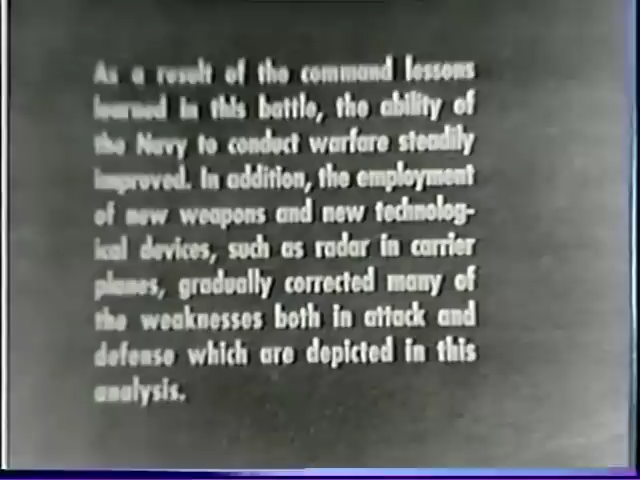 As a result of the command lessons
learned in this battle, the ability of
the Navy to conduct warfare steadily
improved. In addition, the employment
of new weapons and new technolog-
ical devices, such as radar in carrier
planes, gradually corrected many of
the weaknesses both in attack and
defense which are depicted in this
analysis.